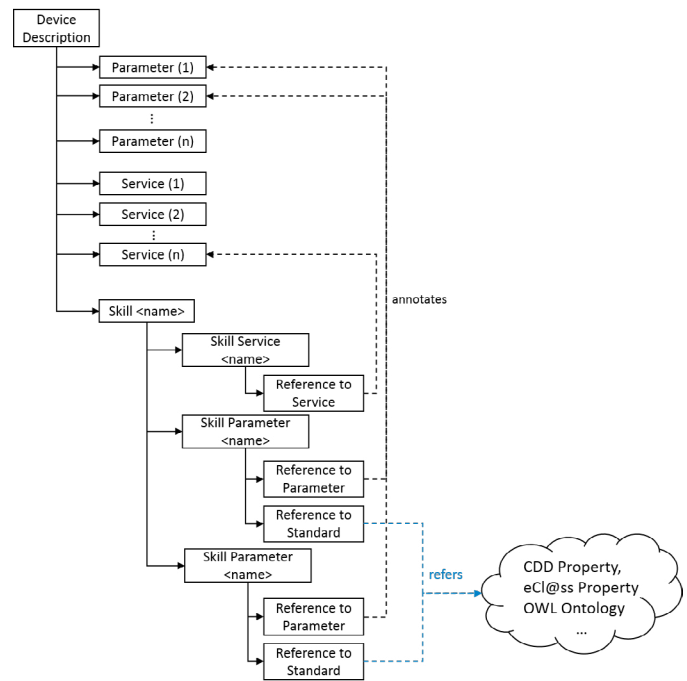 Device
Description
Parameter (1)
Parameter (2)
⋮
Parameter (n)
Service (1)
Service (2)
⋮
Service (n)
annotates
Skill <name>
Skill Service
<name>
Reference to
Service
Skill Parameter
<name>
Reference to
Parameter
Reference to
Standard
Skill Parameter
<name>
Reference to
Parameter
Reference to
Standard
refers
CDD Property,
eCl@ss Property
OWL Ontology
...